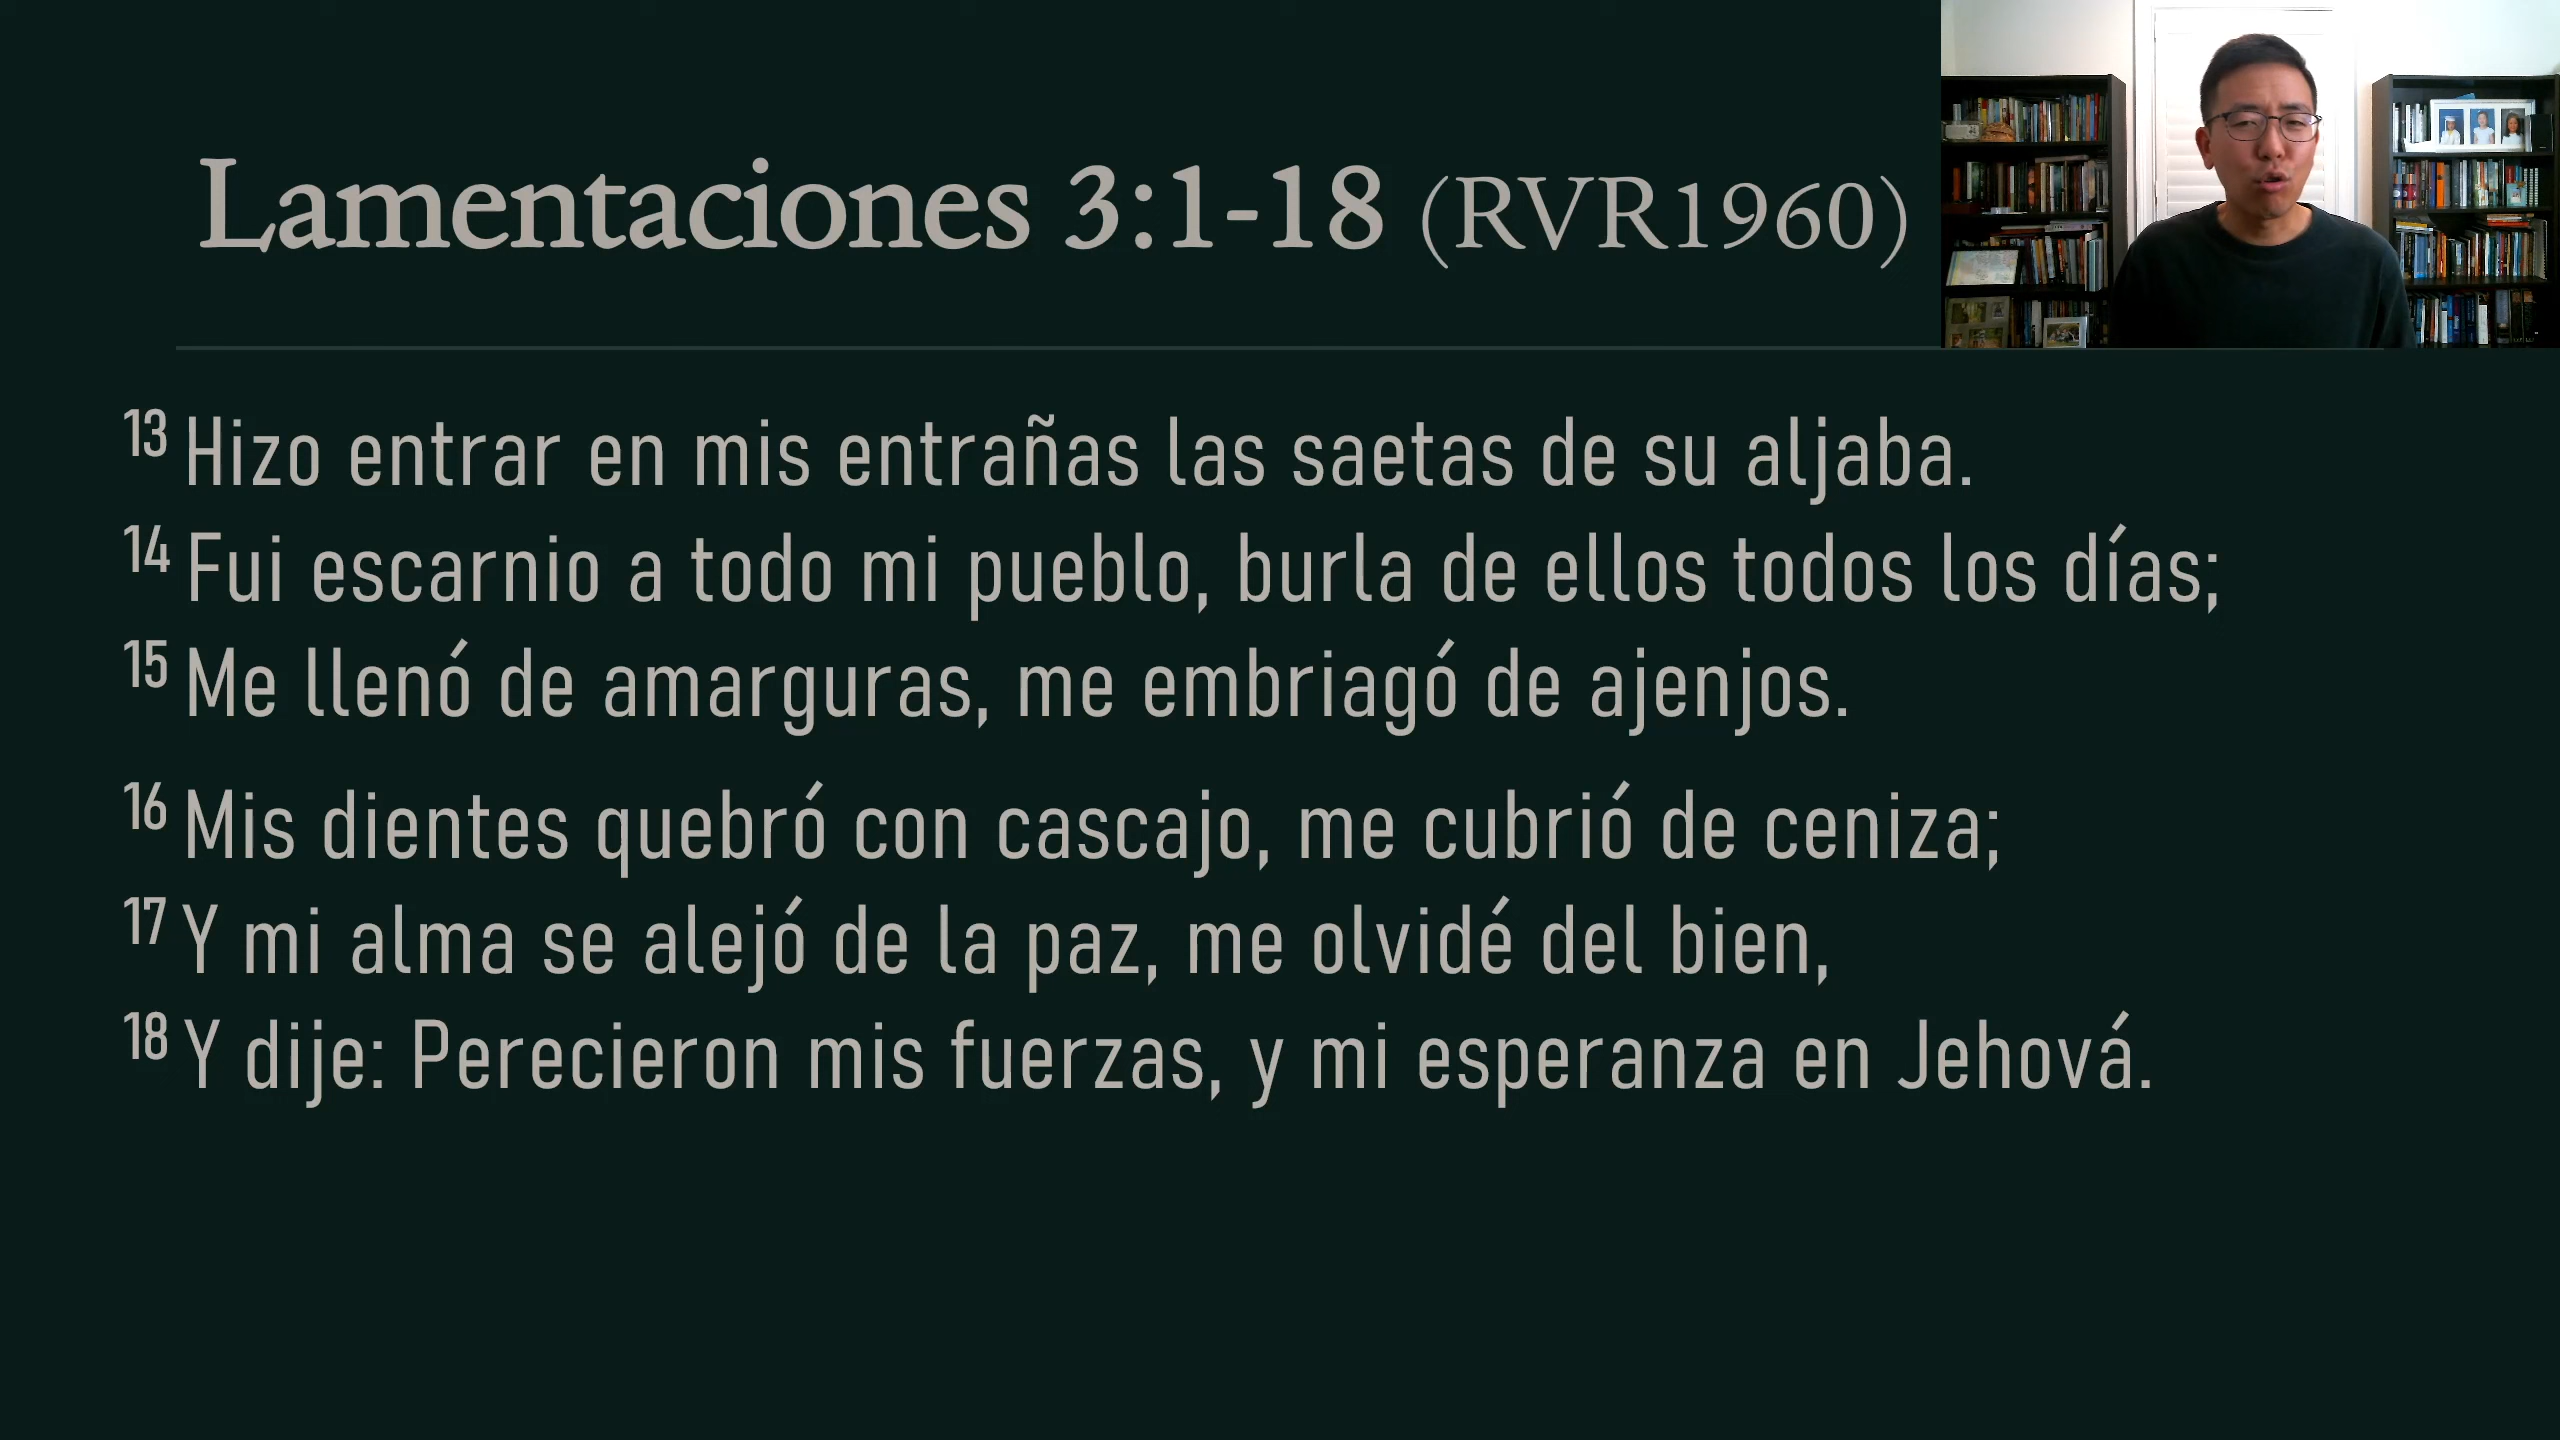 Lamentaciones 3:1-18 (RVR1960)
13 Hizo entrar en mis entrañas las saetas de su aljaba.
14 Fui escarnio a todo mi pueblo, burla de ellos todos los días;
15 Me llenó de amarguras, me embriagó de ajenjos.
16 Mis dientes quebró con cascajo, me cubrió de ceniza;
17 Y mi alma se alejó de la paz, me olvidé del bien,
18 Y dije: Perecieron mis fuerzas, y mi esperanza en Jehová.